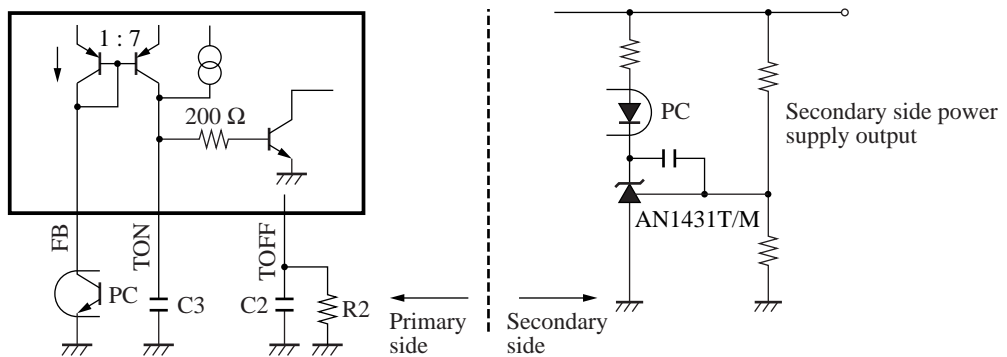 1 : 7
200 Ω
FB
TON
TOFF
PC
C3
C2
R2
Primary
side
Secondary
side
PC
Secondary side power
supply output
AN1431T/M